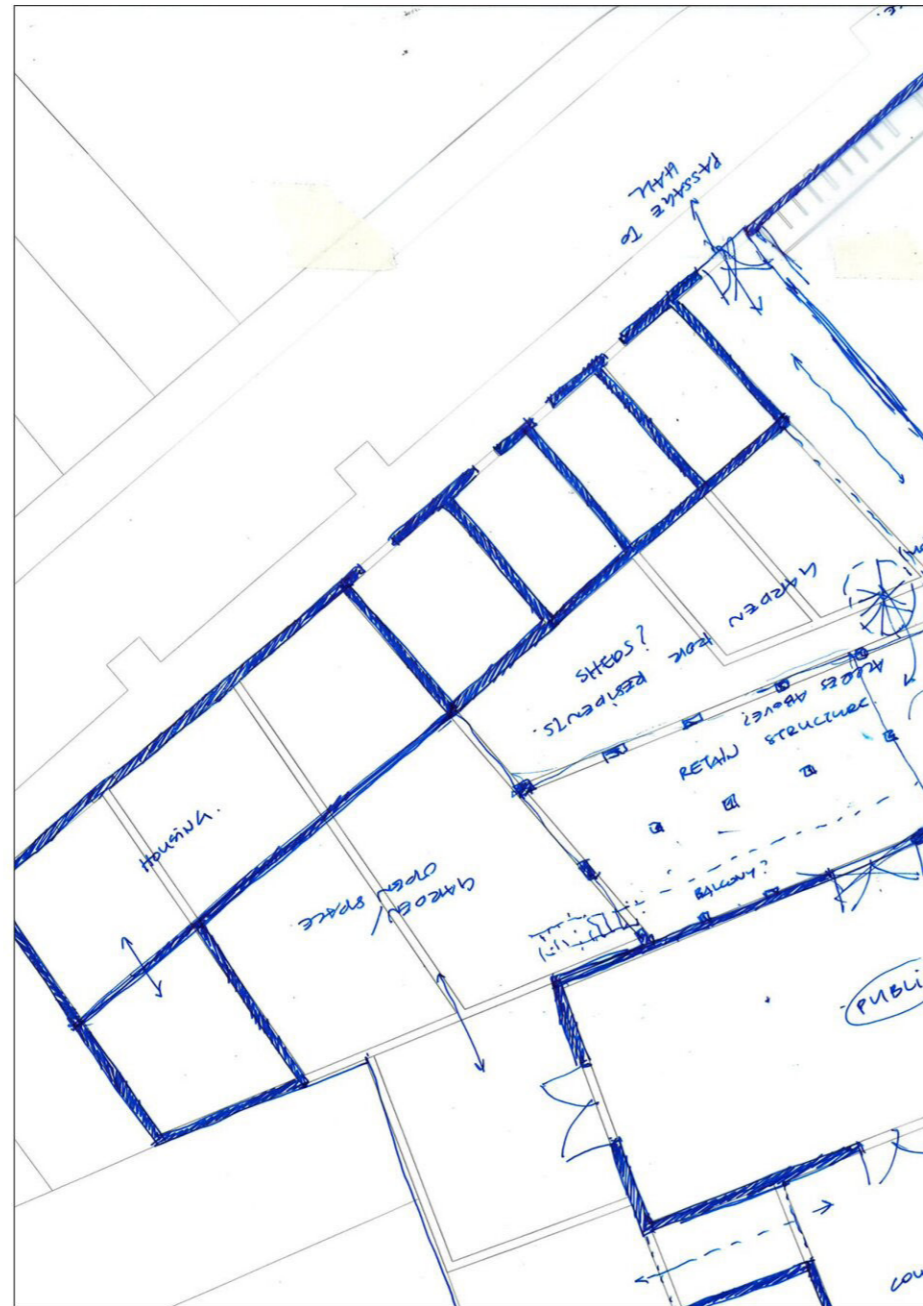 PASSAGE TO
HALL
GARDEN
FOR RESIDENTS.
SHEDS?
ACCESS ABOVE?
RETAIN STRUCTURE.
BALCONY?
HOUSING.
GARDEN/
OPEN SPACE
PUBLI
COU